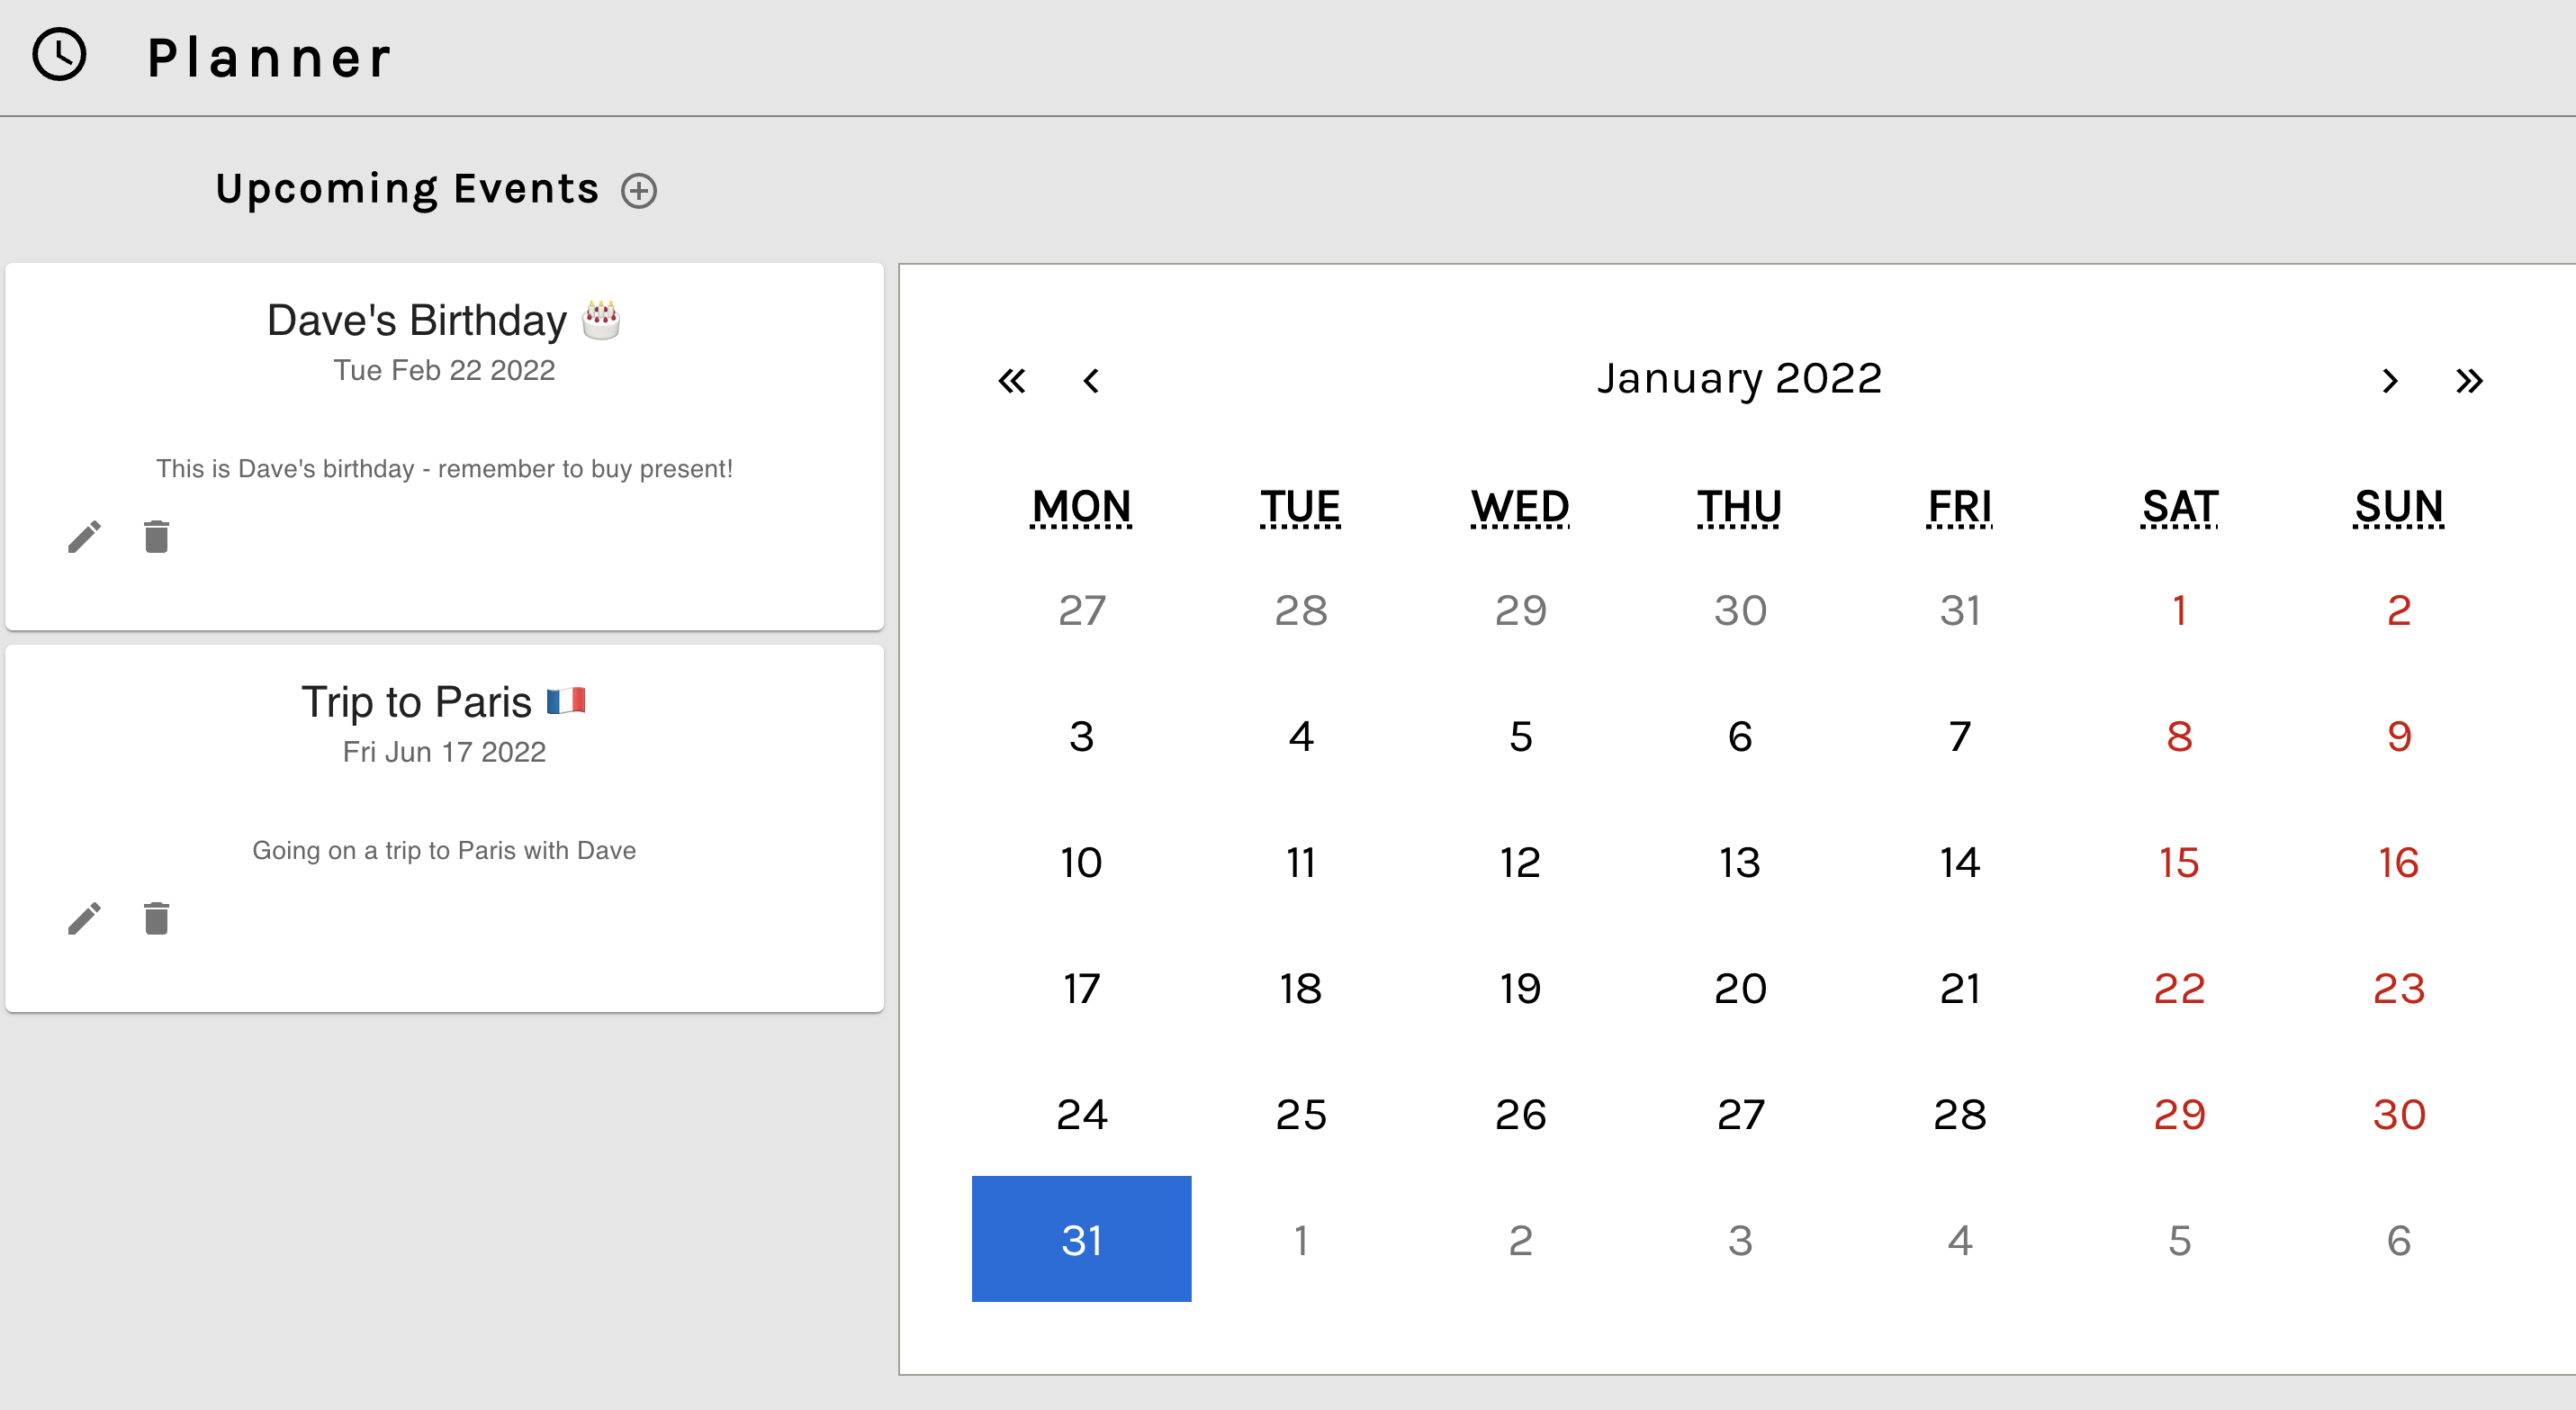 Planner
Upcoming Events
Dave's Birthday 🎂
Tue Feb 22 2022
This is Dave's birthday - remember to buy present!
Trip to Paris 🇫🇷
Fri Jun 17 2022
Going on a trip to Paris with Dave
« ‹ January 2022 › »
MON TUE WED THU FRI SAT SUN
27 28 29 30 31 1 2
3 4 5 6 7 8 9
10 11 12 13 14 15 16
17 18 19 20 21 22 23
24 25 26 27 28 29 30
31 1 2 3 4 5 6